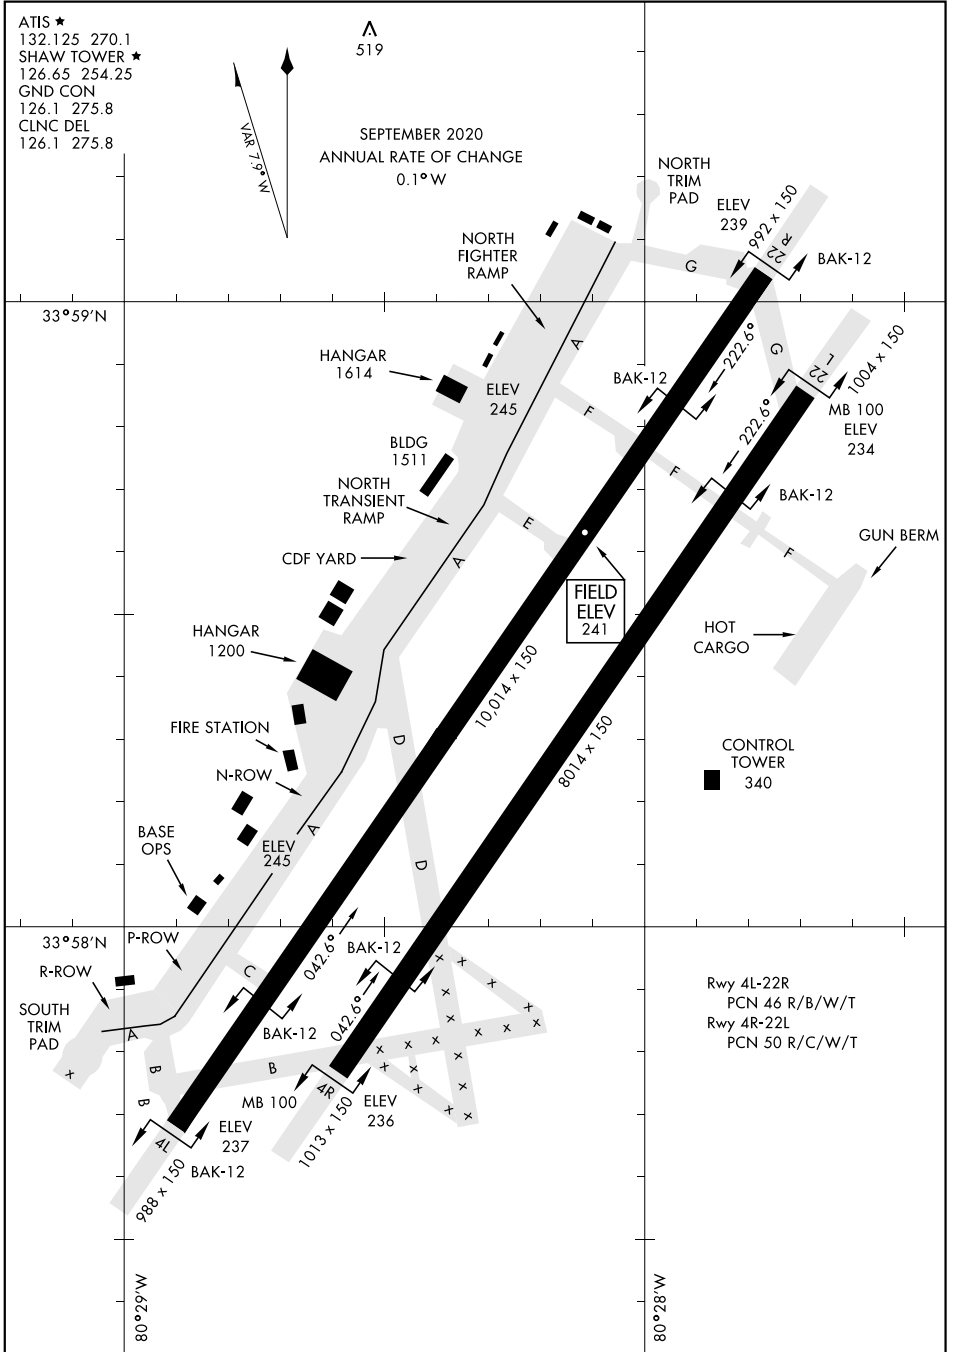 ATIS ★
132.125 270.1
SHAW TOWER ★
126.65 254.25
GND CON
126.1 275.8
CLNC DEL
126.1 275.8
519
VAR 7.9° W
SEPTEMBER 2020
ANNUAL RATE OF CHANGE
0.1° W
NORTH
TRIM
PAD
ELEV
239
992 x 150
22 R
BAK-12
NORTH
FIGHTER
RAMP
G
33°59'N
HANGAR
1614
A
ELEV
245
BAK-12
222.6°
G
22 L
1004 x 150
F
222.6°
MB 100
ELEV
234
BLDG
1511
NORTH
TRANSIENT
RAMP
F
BAK-12
E
CDF YARD
A
F
GUN BERM
FIELD
ELEV
241
HANGAR
1200
HOT
CARGO
10,014 x 150
FIRE STATION
D
8014 x 150
CONTROL
TOWER
340
N-ROW
A
BASE
OPS
ELEV
245
D
33°58'N
P-ROW
042.6°
BAK-12
R-ROW
C
042.6°
SOUTH
TRIM
PAD
A
BAK-12
Rwy 4L-22R
PCN 46 R/B/W/T
Rwy 4R-22L
PCN 50 R/C/W/T
x
B
B
x x x x x x x x x x x x x x x x x x x
B
MB 100
4R
ELEV
236
1013 x 150
4L
ELEV
237
BAK-12
988 x 150
80°29'W
80°28'W